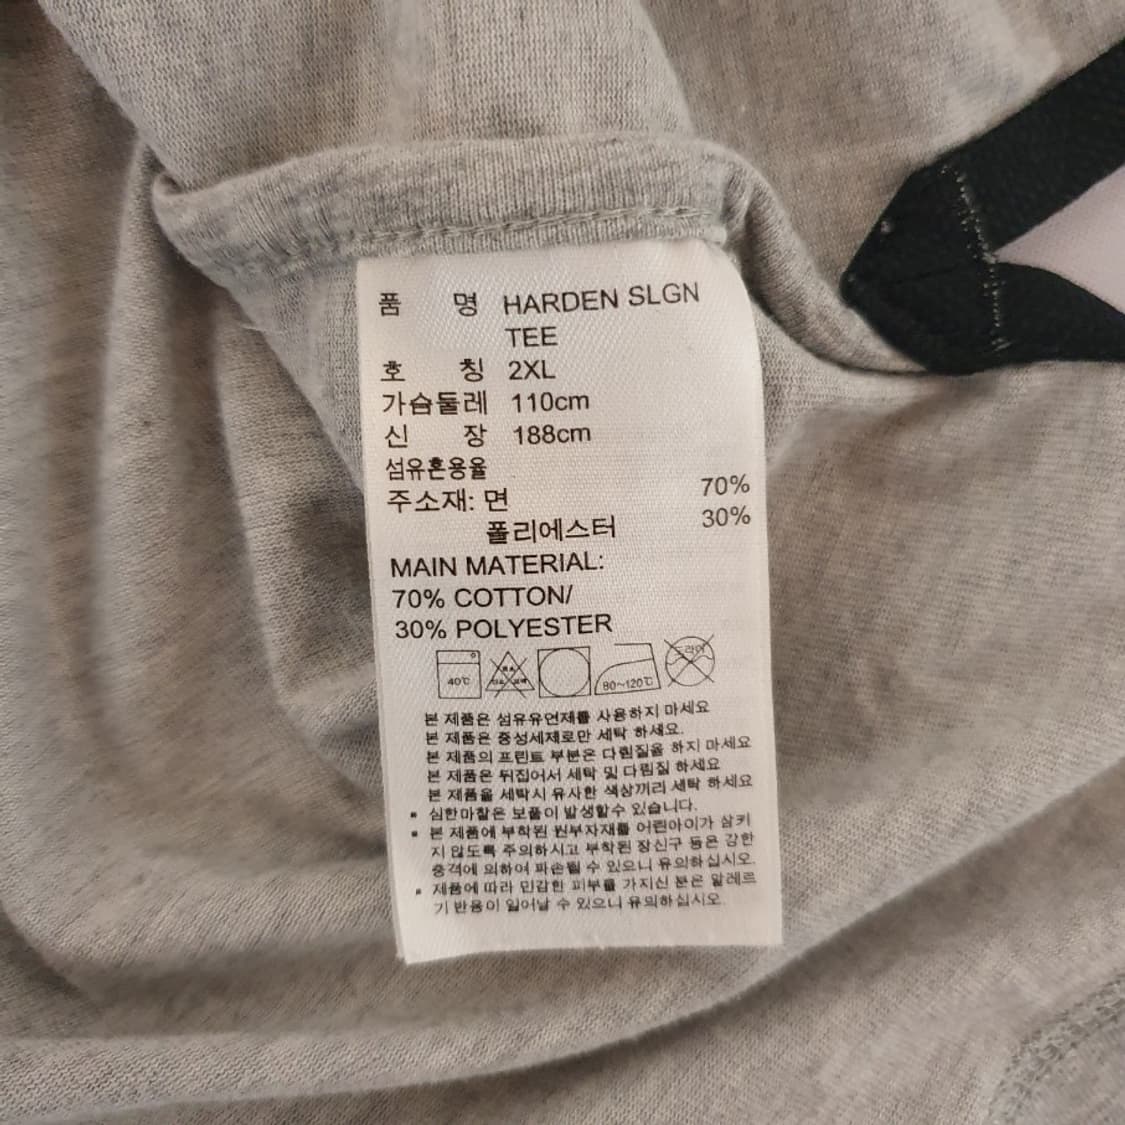 품 명 HARDEN SLGN
TEE
호 칭 2XL
가슴둘레 110cm
신 장 188cm
섬유혼용율
주소재: 면 70%
폴리에스터 30%
MAIN MATERIAL:
70% COTTON/
30% POLYESTER
40℃ 80~120℃ 드라이
본 제품은 섬유유연제를 사용하지 마세요
본 제품은 중성세제로만 세탁 하세요.
본 제품의 프린트 부분은 다림질을 하지 마세요
본 제품은 뒤집어서 세탁 및 다림질 하세요
본 제품을 세탁시 유사한 색상끼리 세탁 하세요
심한마찰은 보풀이 발생할수 있습니다.
본 제품에 부착된 원부자재를 어린아이가 삼키
지 않도록 주의하시고 부착된 장신구 등은 강한
충격에 의하여 파손될 수 있으니 유의하십시오.
제품에 따라 민감한 피부를 가지신 분은 알레르
기 반응이 일어날 수 있으니 유의하십시오.